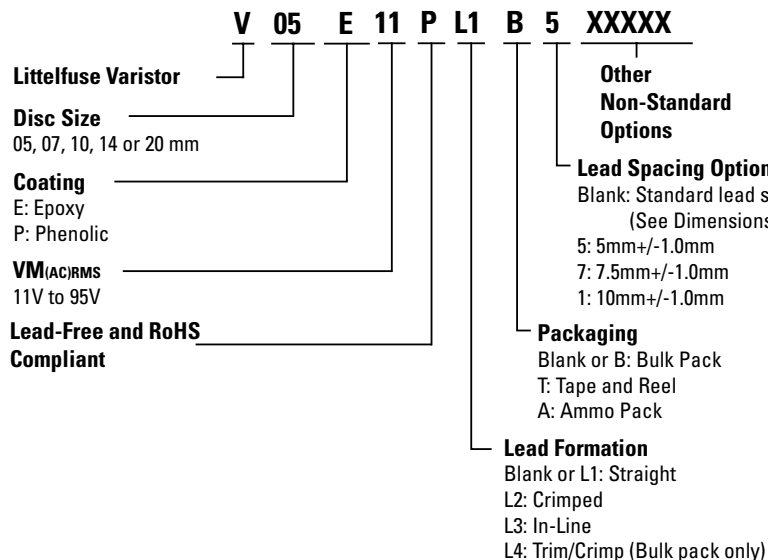 V 05 E 11 P L1 B 5 XXXXX
Littelfuse Varistor
Disc Size
05, 07, 10, 14 or 20 mm
Coating
E: Epoxy
P: Phenolic
VM(AC)RMS
11V to 95V
Lead-Free and RoHS
Compliant
Other
Non-Standard
Options
Lead Spacing Option
Blank: Standard lead s
(See Dimensions
5: 5mm+/-1.0mm
7: 7.5mm+/-1.0mm
1: 10mm+/-1.0mm
Packaging
Blank or B: Bulk Pack
T: Tape and Reel
A: Ammo Pack
Lead Formation
Blank or L1: Straight
L2: Crimped
L3: In-Line
L4: Trim/Crimp (Bulk pack only)